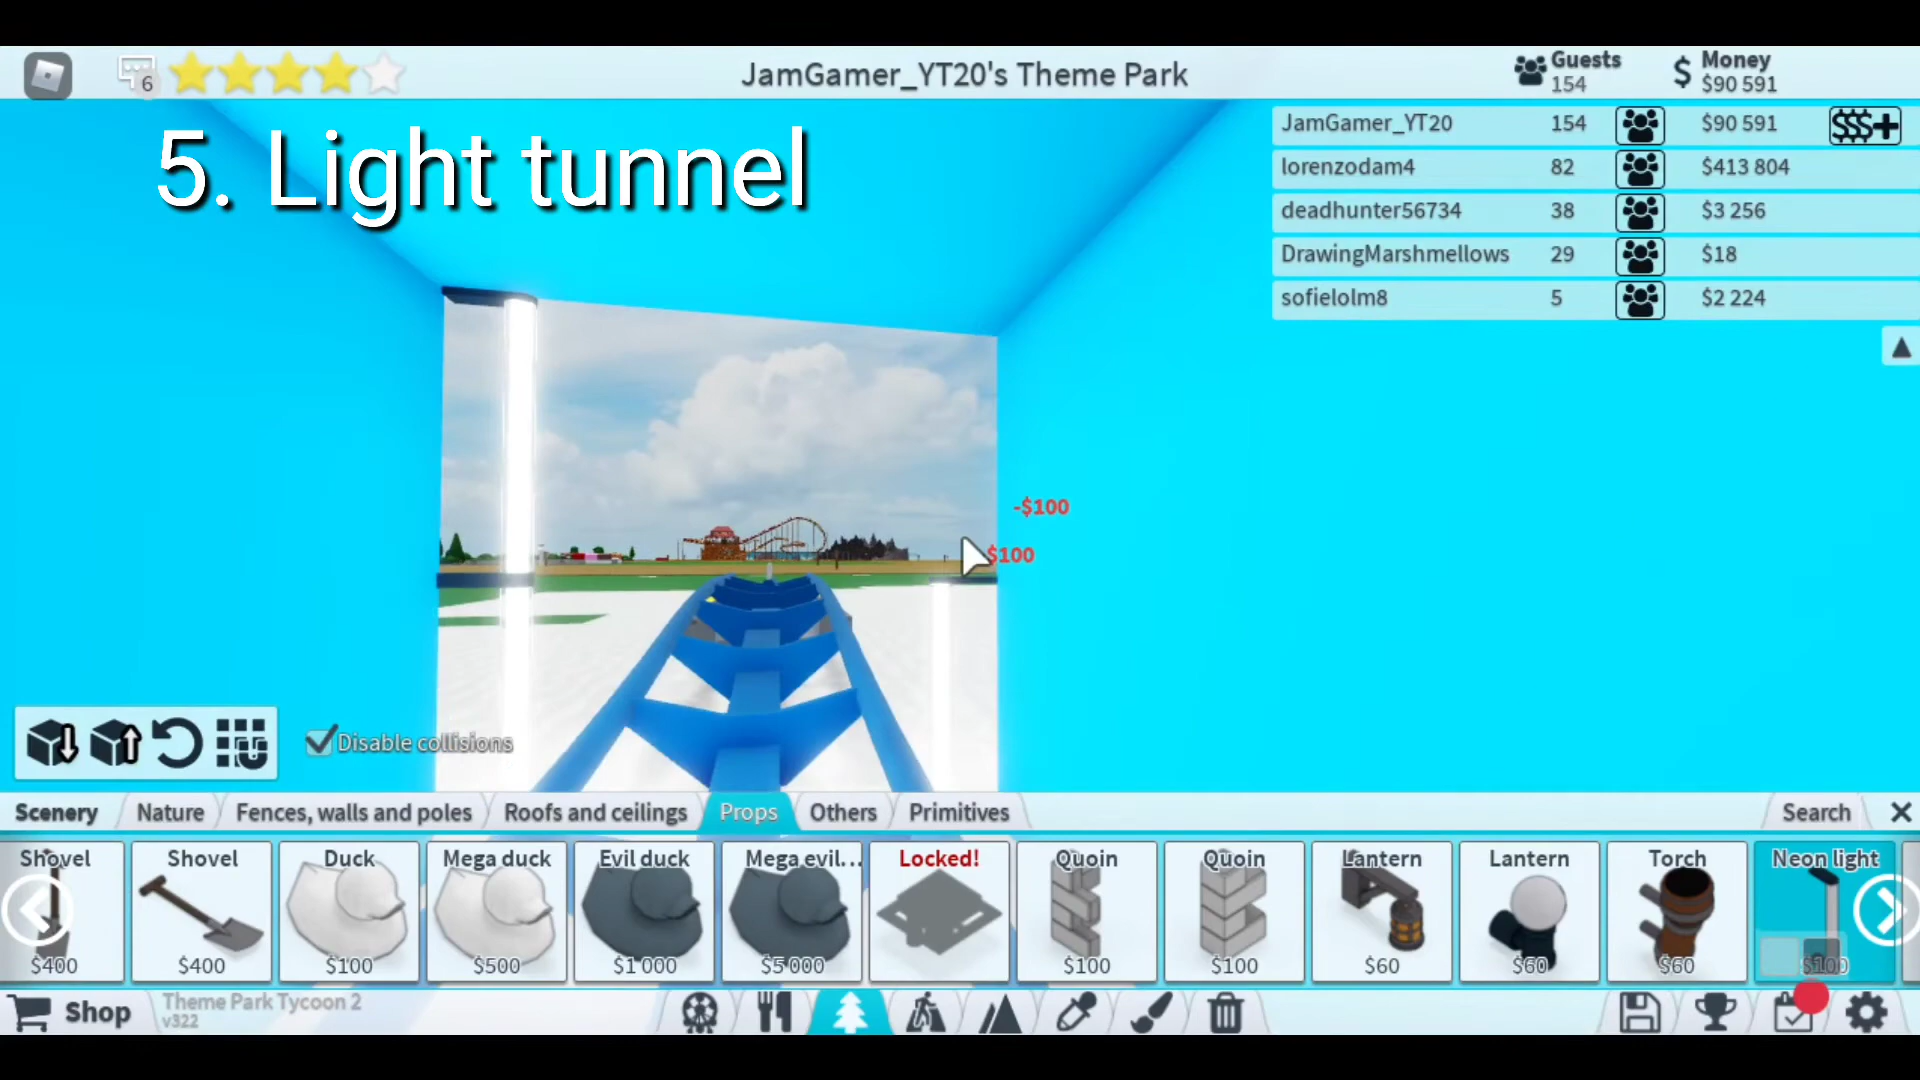 6
JamGamer_YT20's Theme Park
Guests
154
Money
$90 591
5. Light tunnel
JamGamer_YT20 154 $90 591 $$$+
lorenzodam4 82 $413 804
deadhunter56734 38 $3 256
DrawingMarshmellows 29 $18
sofielolm8 5 $2 224
-$100
$100
Disable collisions
Scenery Nature Fences, walls and poles Roofs and ceilings Props Others Primitives Search
Shovel Shovel Duck Mega duck Evil duck Mega evil... Locked! Quoin Quoin Lantern Lantern Torch Neon light
$400 $400 $100 $500 $1 000 $5 000 $100 $100 $60 $60 $60 $100
Shop
Theme Park Tycoon 2
v322